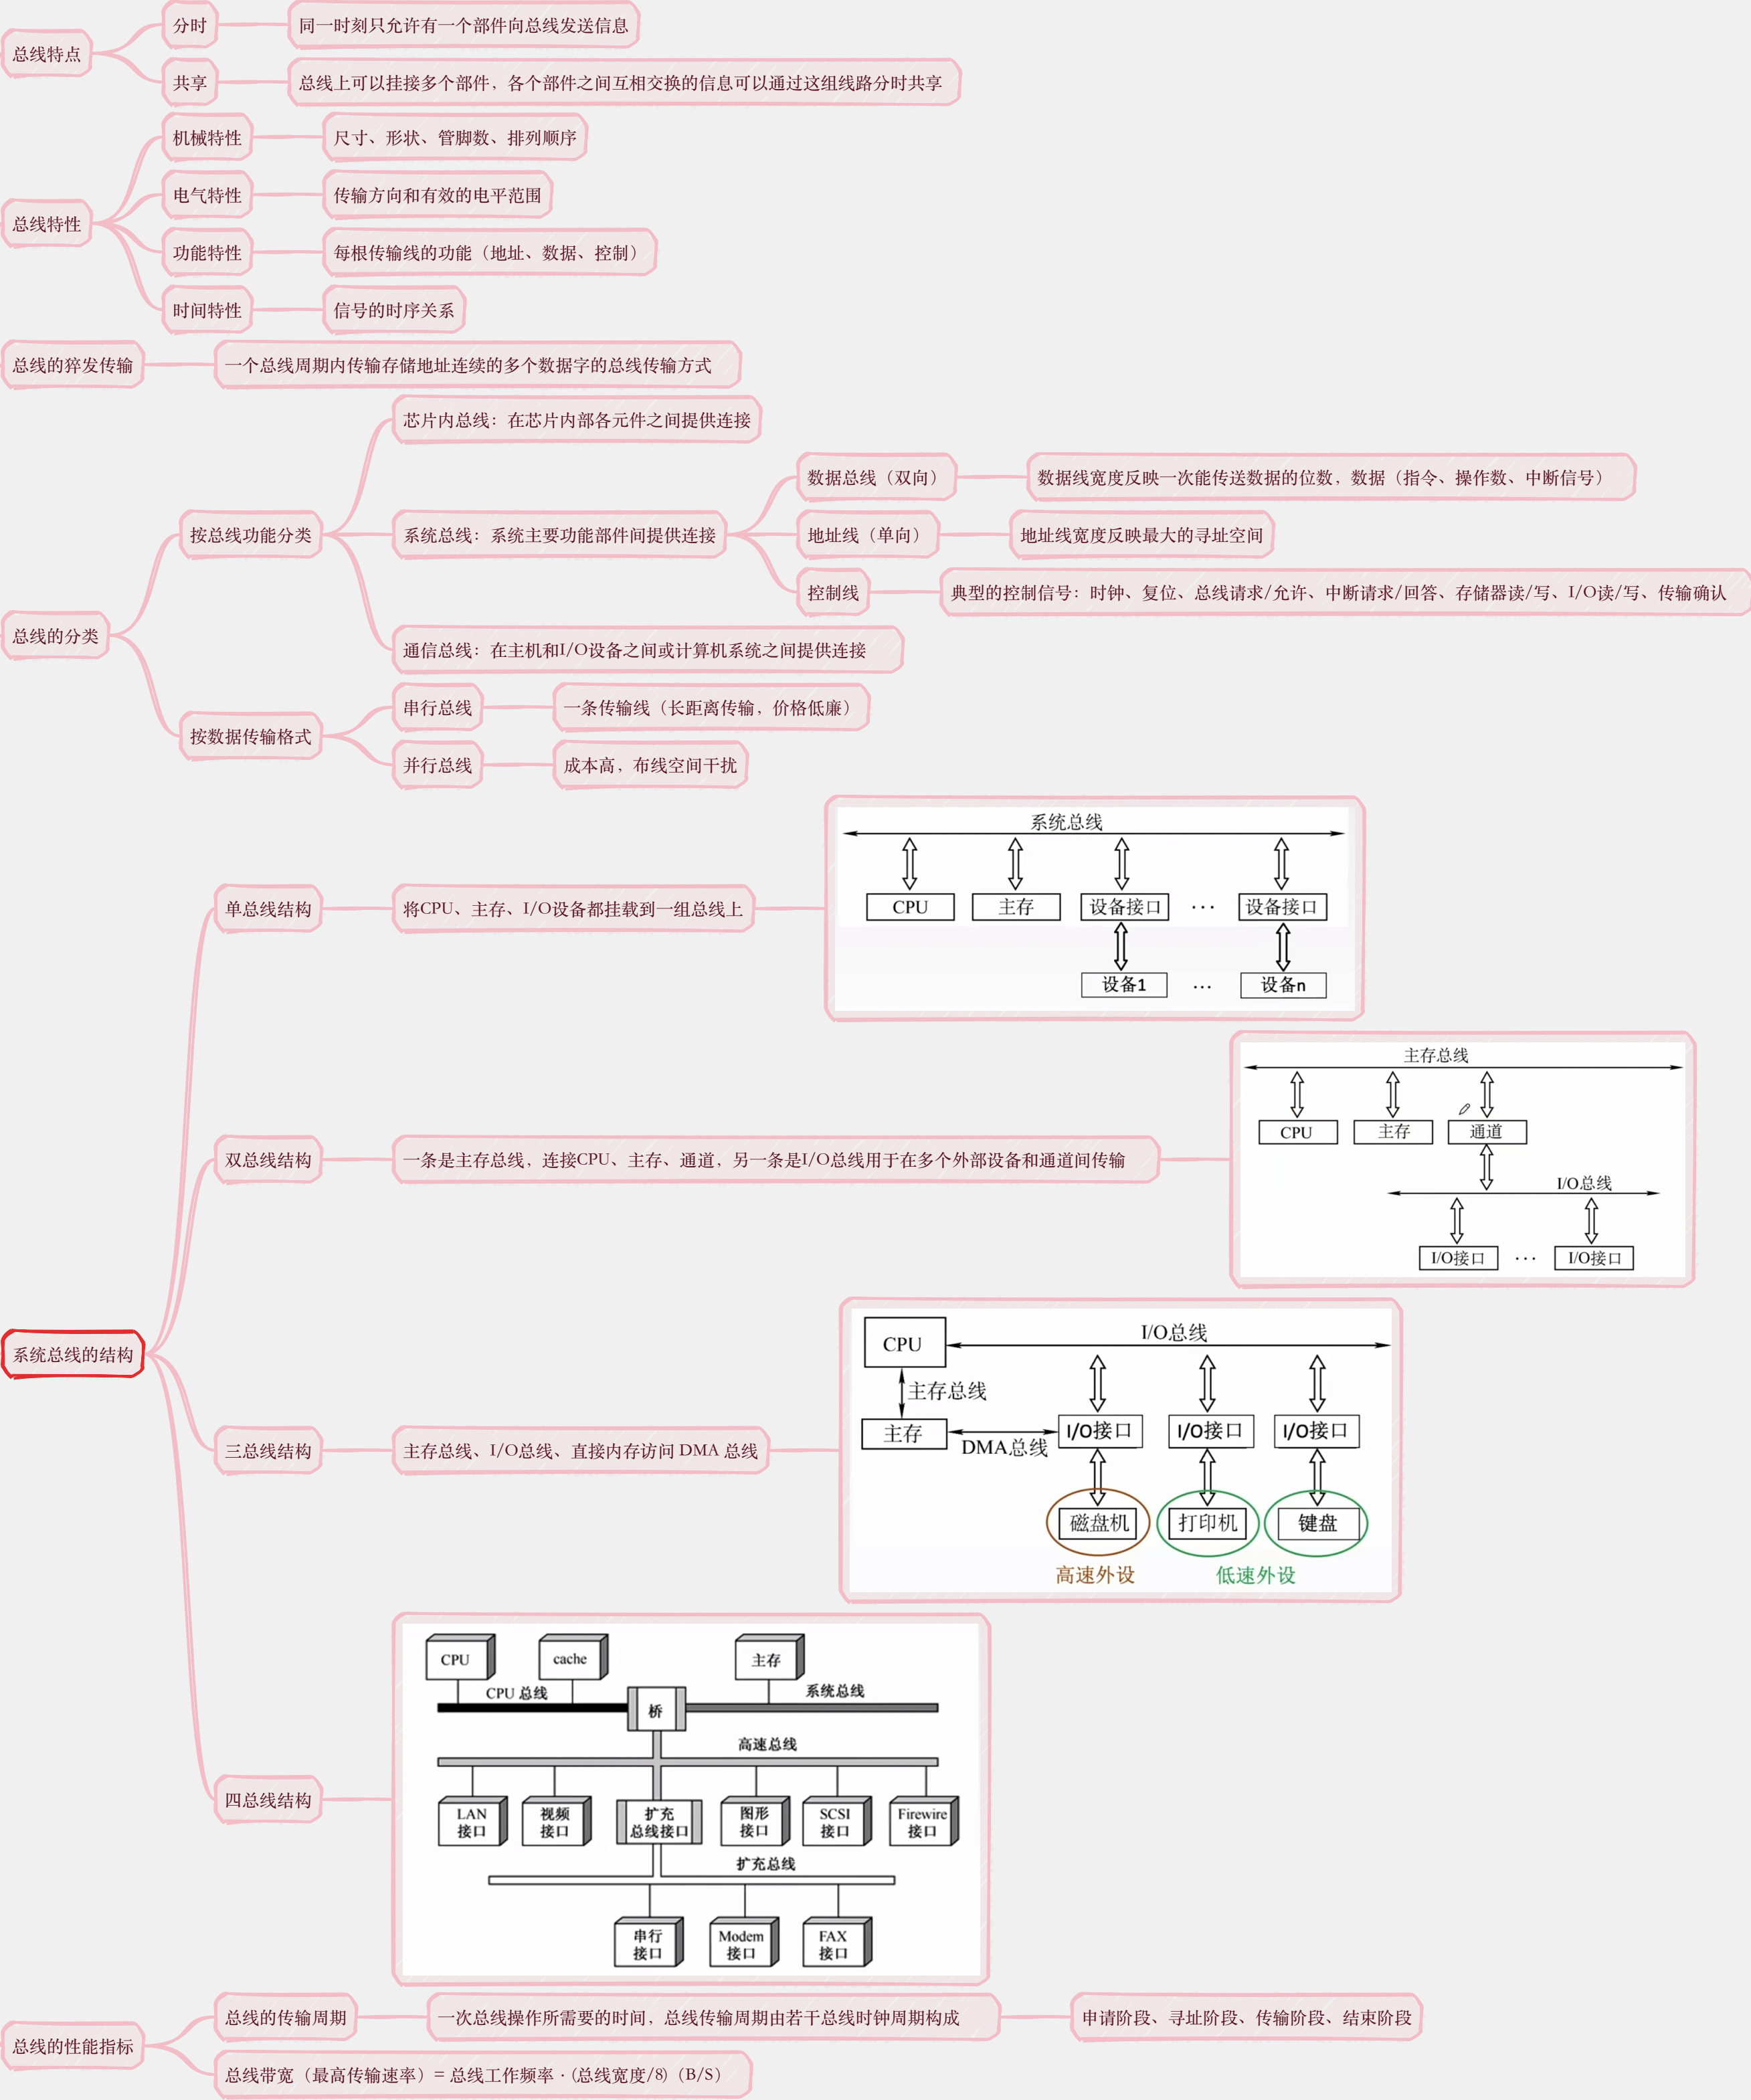 总线特点
分时
同一时刻只允许有一个部件向总线发送信息
共享
总线上可以挂接多个部件，各个部件之间互相交换的信息可以通过这组线路分时共享
总线特性
机械特性
尺寸、形状、管脚数、排列顺序
电气特性
传输方向和有效的电平范围
功能特性
每根传输线的功能（地址、数据、控制）
时间特性
信号的时序关系
总线的猝发传输
一个总线周期内传输存储地址连续的多个数据字的总线传输方式
总线的分类
按总线功能分类
芯片内总线：在芯片内部各元件之间提供连接
系统总线：系统主要功能部件间提供连接
数据总线（双向）
数据线宽度反映一次能传送数据的位数，数据（指令、操作数、中断信号）
地址线（单向）
地址线宽度反映最大的寻址空间
控制线
典型的控制信号：时钟、复位、总线请求/允许、中断请求/回答、存储器读/写、I/O读/写、传输确认
通信总线：在主机和I/O设备之间或计算机系统之间提供连接
按数据传输格式
串行总线
一条传输线（长距离传输，价格低廉）
并行总线
成本高，布线空间干扰
系统总线的结构
单总线结构
将CPU、主存、I/O设备都挂载到一组总线上
系统总线
CPU 主存 设备接口 ··· 设备接口
设备1 ··· 设备n
双总线结构
一条是主存总线，连接CPU、主存、通道，另一条是I/O总线用于在多个外部设备和通道间传输
主存总线
CPU 主存 通道
I/O总线
I/O接口 ··· I/O接口
三总线结构
主存总线、I/O总线、直接内存访问 DMA 总线
CPU I/O总线
主存总线
主存 DMA总线 I/O接口 I/O接口 I/O接口
磁盘机 打印机 键盘
高速外设 低速外设
四总线结构
CPU cache 主存
CPU 总线 桥 系统总线
高速总线
LAN 接口
视频 接口
扩充 总线接口
图形 接口
SCSI 接口
Firewire 接口
扩充总线
串行 接口
Modem 接口
FAX 接口
总线的性能指标
总线的传输周期
一次总线操作所需要的时间，总线传输周期由若干总线时钟周期构成
申请阶段、寻址阶段、传输阶段、结束阶段
总线带宽（最高传输速率）= 总线工作频率 · (总线宽度/8)（B/S）